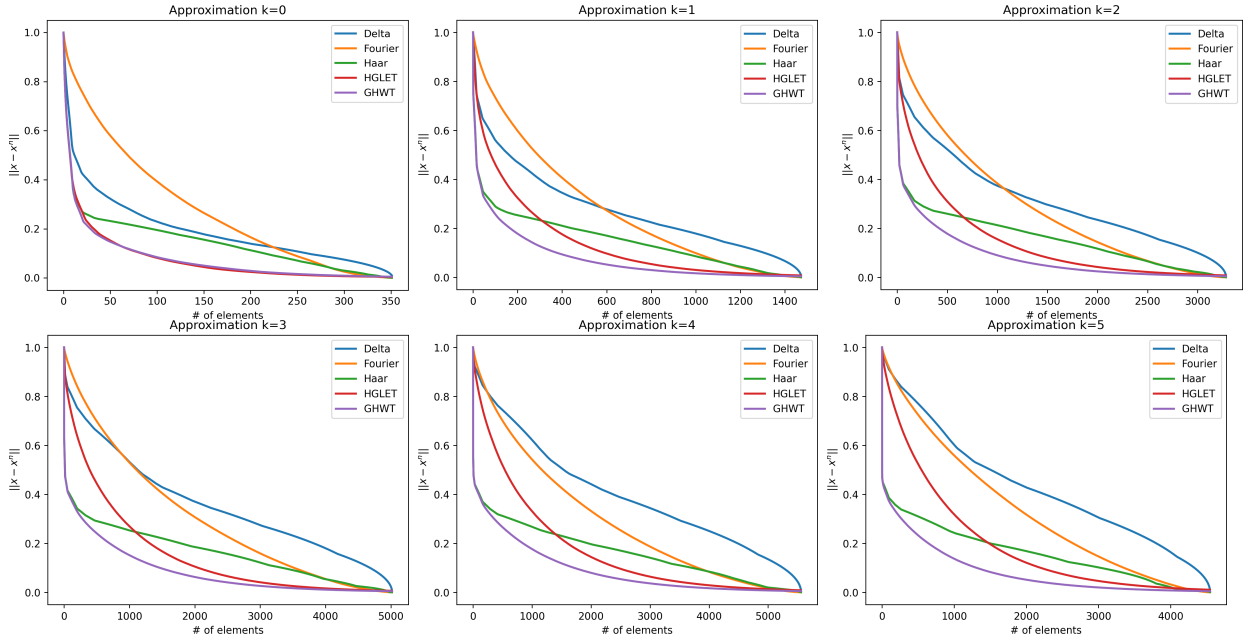 Approximation k=0
1.0
0.8
0.6
0.4
0.2
0.0
||x − xⁿ||
Delta
Fourier
Haar
HGLET
GHWT
0 50 100 150 200 250 300 350
# of elements
Approximation k=1
1.0
0.8
0.6
0.4
0.2
0.0
||x − xⁿ||
Delta
Fourier
Haar
HGLET
GHWT
0 200 400 600 800 1000 1200 1400
# of elements
Approximation k=2
1.0
0.8
0.6
0.4
0.2
0.0
||x − xⁿ||
Delta
Fourier
Haar
HGLET
GHWT
0 500 1000 1500 2000 2500 3000
# of elements
Approximation k=3
1.0
0.8
0.6
0.4
0.2
0.0
||x − xⁿ||
Delta
Fourier
Haar
HGLET
GHWT
0 1000 2000 3000 4000 5000
# of elements
Approximation k=4
1.0
0.8
0.6
0.4
0.2
0.0
||x − xⁿ||
Delta
Fourier
Haar
HGLET
GHWT
0 1000 2000 3000 4000 5000
# of elements
Approximation k=5
1.0
0.8
0.6
0.4
0.2
0.0
||x − xⁿ||
Delta
Fourier
Haar
HGLET
GHWT
0 1000 2000 3000 4000
# of elements